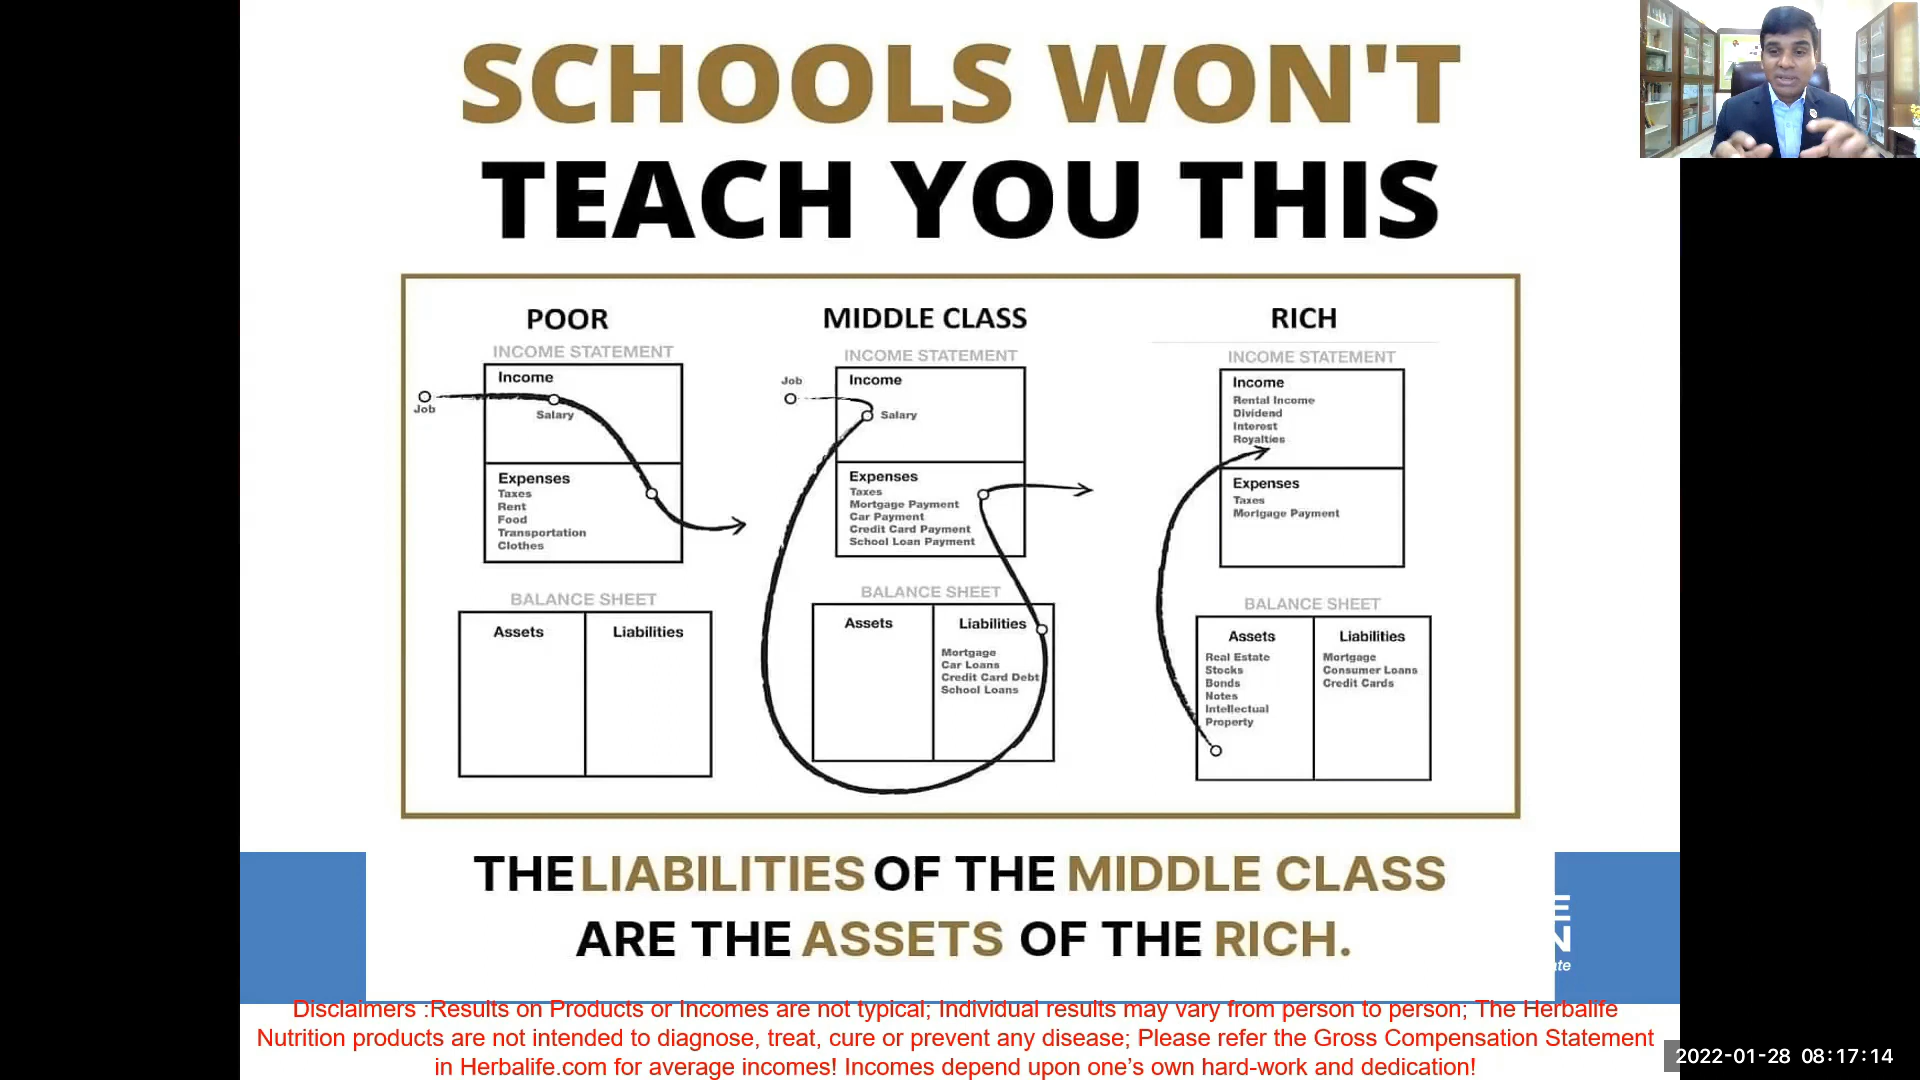 SCHOOLS WON'T
TEACH YOU THIS
POOR
INCOME STATEMENT
Job
Income
Salary
Expenses
Taxes
Rent
Food
Transportation
Clothes
BALANCE SHEET
Assets
Liabilities
MIDDLE CLASS
INCOME STATEMENT
Job
Income
Salary
Expenses
Taxes
Mortgage Payment
Car Payment
Credit Card Payment
School Loan Payment
BALANCE SHEET
Assets
Liabilities
Mortgage
Car Loans
Credit Card Debt
School Loans
RICH
INCOME STATEMENT
Income
Rental Income
Dividend
Interest
Royalties
Expenses
Taxes
Mortgage Payment
BALANCE SHEET
Assets
Real Estate
Stocks
Bonds
Notes
Intellectual
Property
Liabilities
Mortgage
Consumer Loans
Credit Cards
THE LIABILITIES OF THE MIDDLE CLASS
ARE THE ASSETS OF THE RICH.
Disclaimers :Results on Products or Incomes are not typical; Individual results may vary from person to person; The Herbalife
Nutrition products are not intended to diagnose, treat, cure or prevent any disease; Please refer the Gross Compensation Statement
in Herbalife.com for average incomes! Incomes depend upon one’s own hard-work and dedication!
2022-01-28 08:17:14